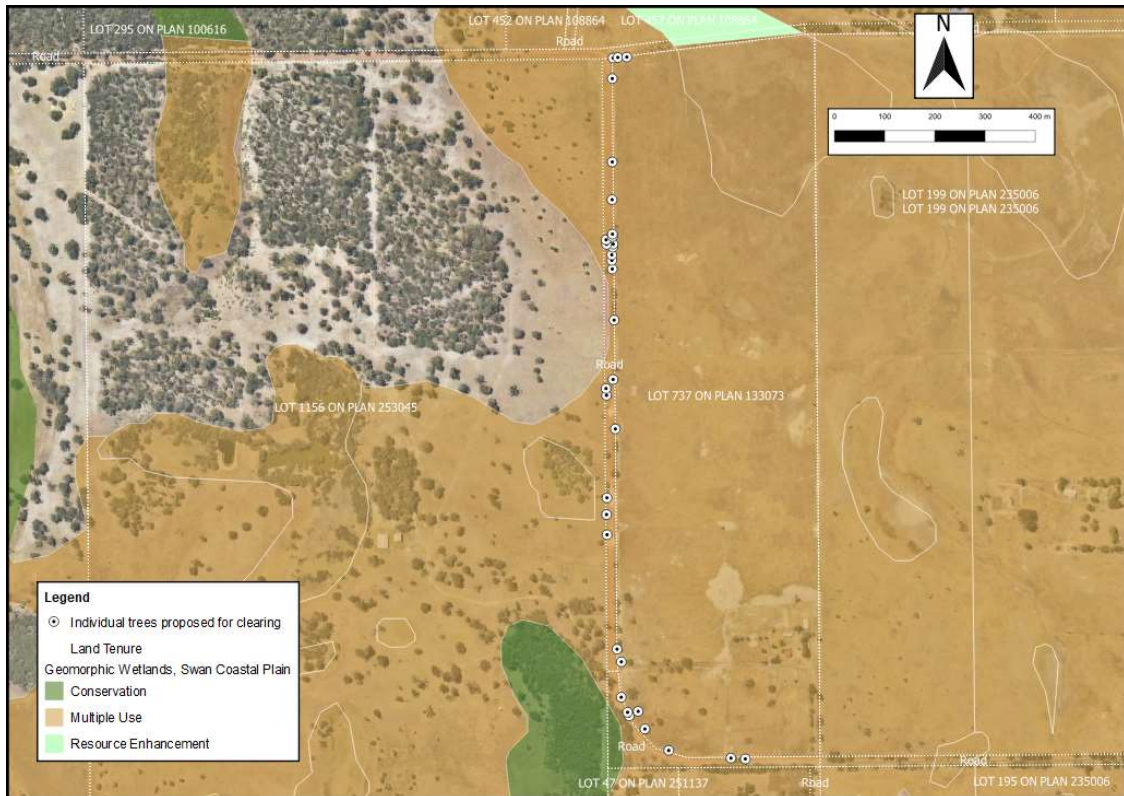 LOT 295 ON PLAN 100616
LOT 452 ON PLAN 108864
LOT 457 ON PLAN 108864
Road
Road
N
0 100 200 300 400 m
LOT 199 ON PLAN 235006
LOT 199 ON PLAN 235006
Road
LOT 737 ON PLAN 133073
LOT 1156 ON PLAN 253045
Legend
Individual trees proposed for clearing
Land Tenure
Geomorphic Wetlands, Swan Coastal Plain
Conservation
Multiple Use
Resource Enhancement
Road
Road
LOT 47 ON PLAN 251137
Road
LOT 195 ON PLAN 235006